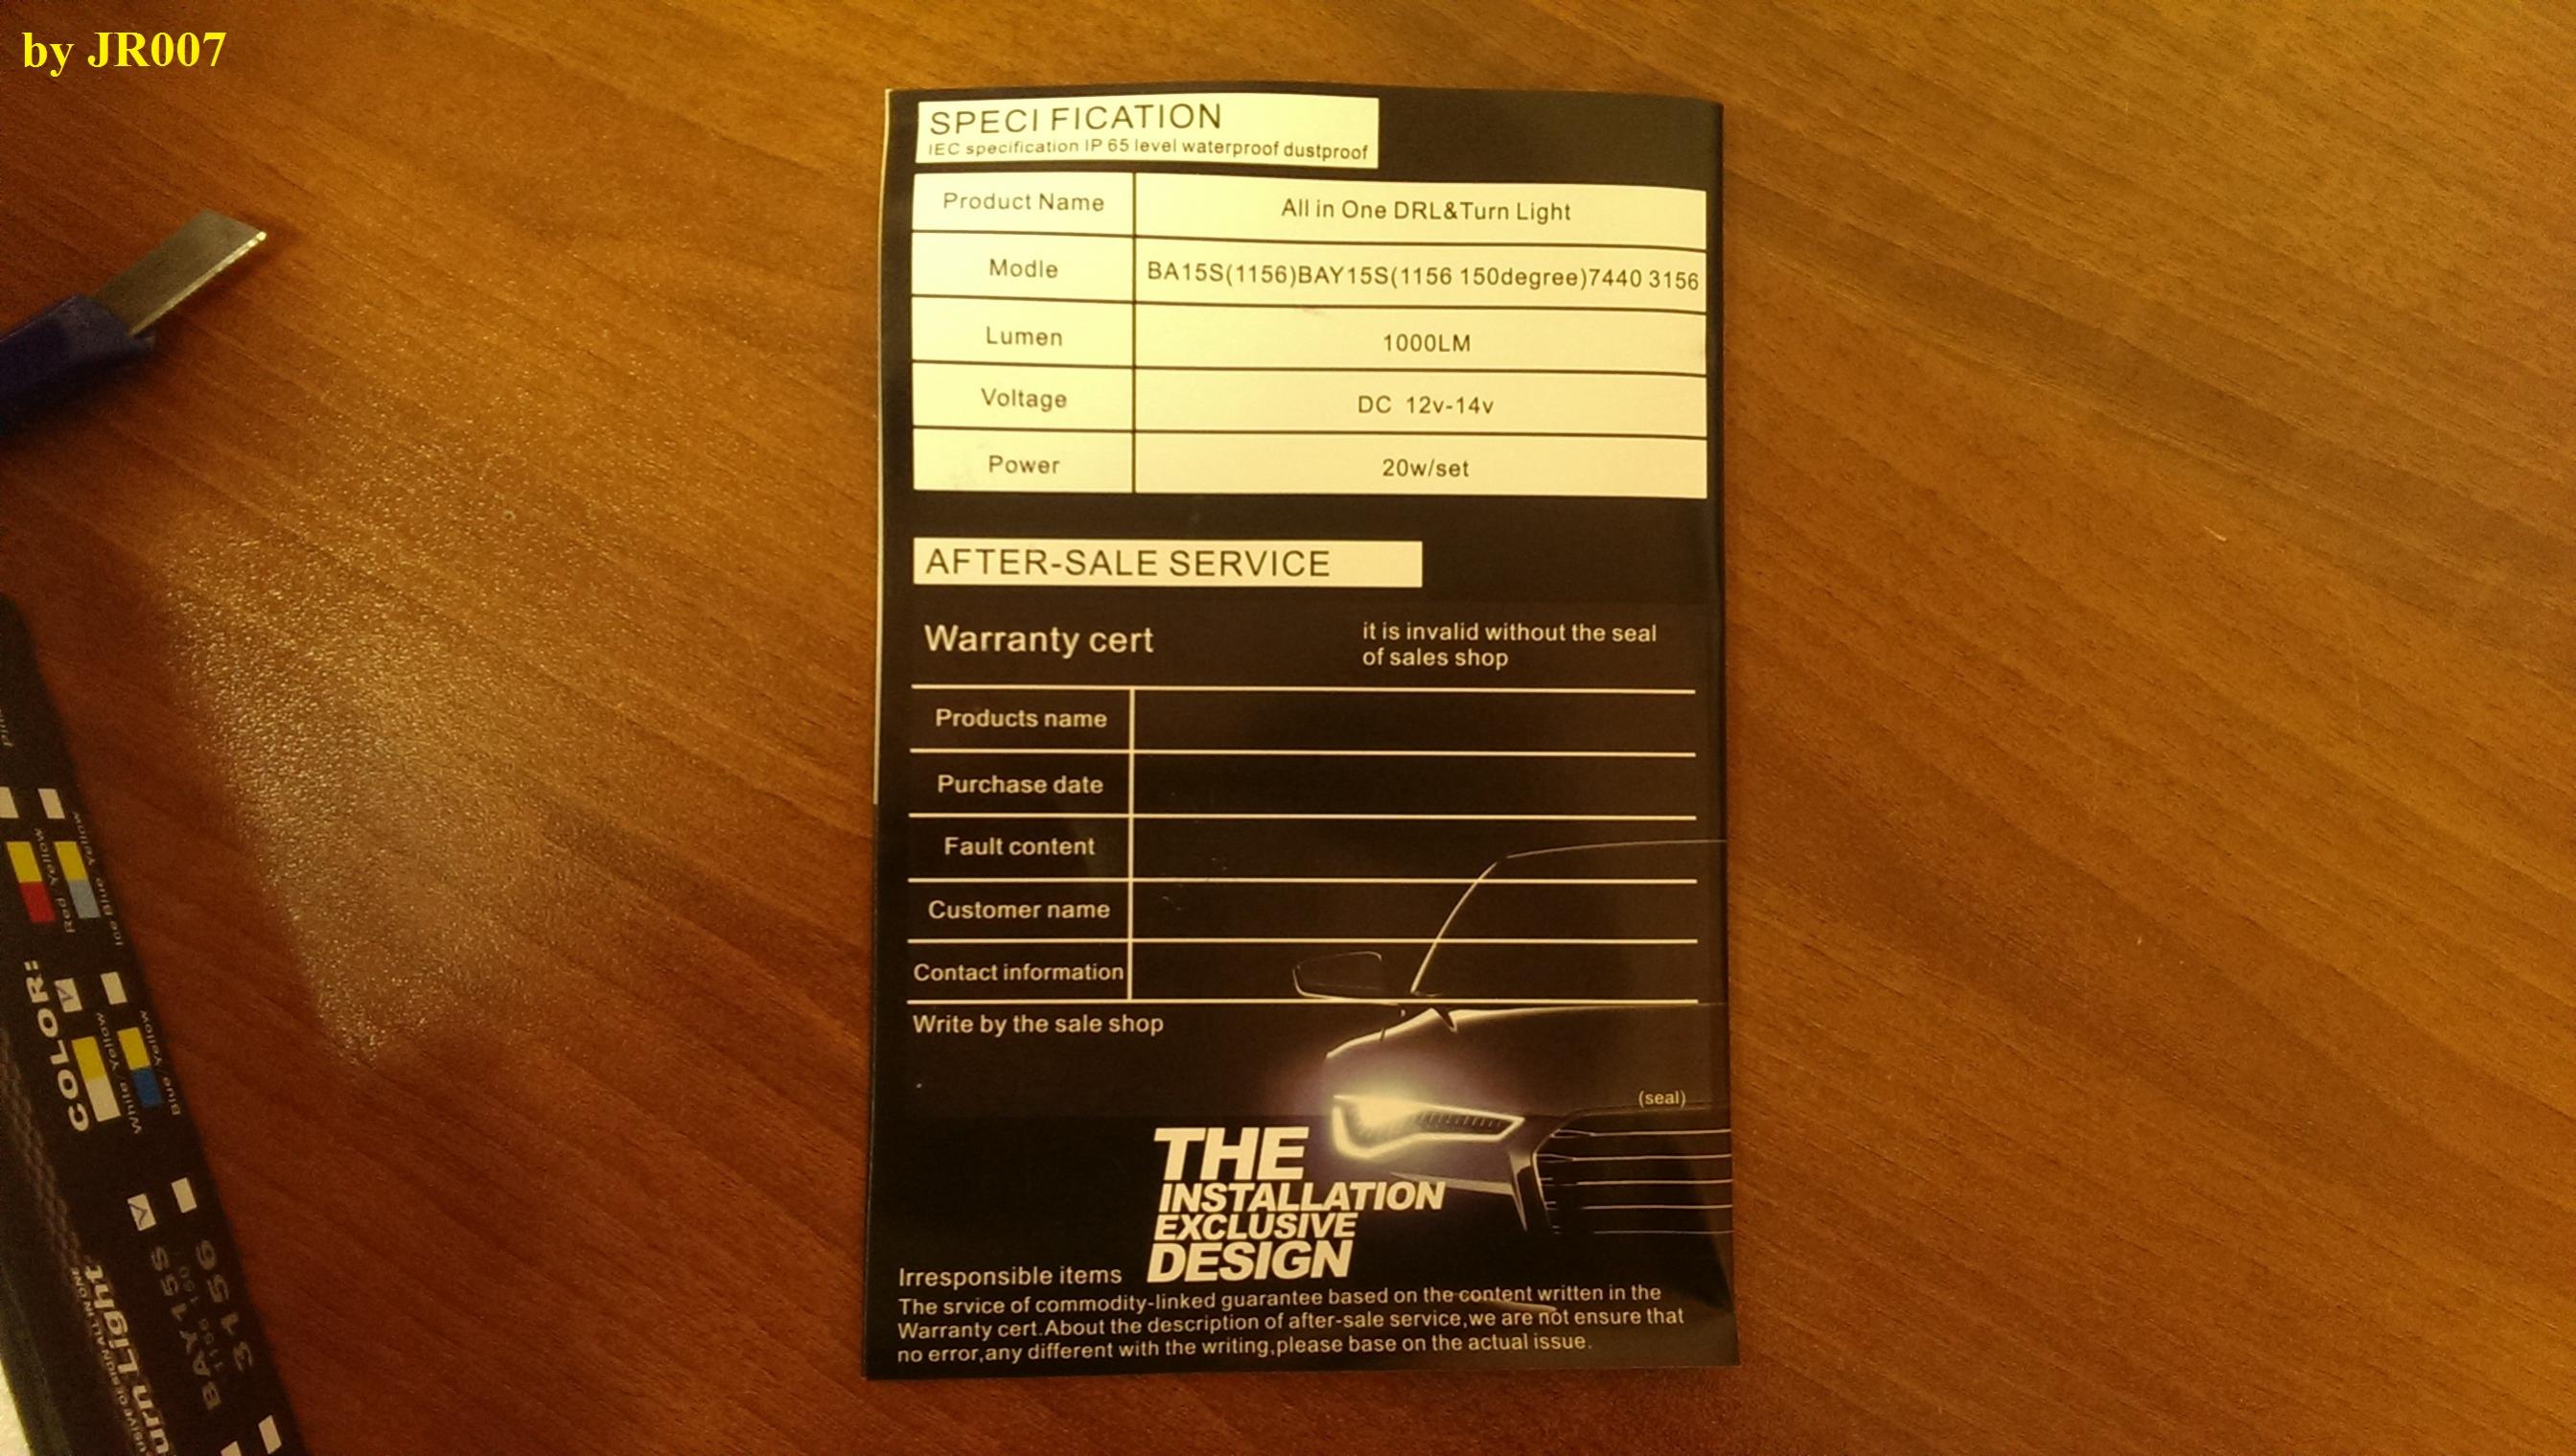 by JR007
SPECI FICATION
IEC specification IP 65 level waterproof dustproof
Product Name All in One DRL&Turn Light
Modle BA15S(1156)BAY15S(1156 150degree)7440 3156
Lumen 1000LM
Voltage DC 12v-14v
Power 20w/set
AFTER-SALE SERVICE
Warranty cert
it is invalid without the seal
of sales shop
Products name
Purchase date
Fault content
Customer name
Contact information
Write by the sale shop
(seal)
THE
INSTALLATION
EXCLUSIVE
DESIGN
Irresponsible items
The srvice of commodity-linked guarantee based on the content written in the
Warranty cert.About the description of after-sale service,we are not ensure that
no error,any different with the writing,please base on the actual issue.
COLOR:
Red Yellow
Ice Blue Yellow
White Yellow
Blue Yellow
BAY15S
3156
Light